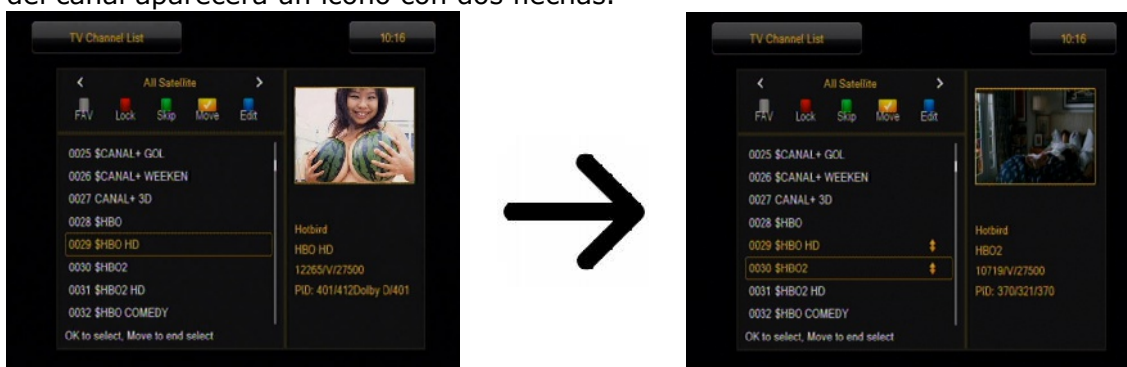 del canal aparecerá un icono con dos flechas.
TV Channel List 10:16
< All Satellite >
FAV Lock Skip Move Edit
0025 $CANAL+ GOL
0026 $CANAL+ WEEKEN
0027 CANAL+ 3D
0028 $HBO
0029 $HBO HD
0030 $HBO2
0031 $HBO2 HD
0032 $HBO COMEDY
OK to select, Move to end select
Hotbird
HBO HD
12265/V/27500
PID: 401/412Dolby D/401
TV Channel List 10:16
< All Satellite >
FAV Lock Skip Move Edit
0025 $CANAL+ GOL
0026 $CANAL+ WEEKEN
0027 CANAL+ 3D
0028 $HBO
0029 $HBO HD
0030 $HBO2
0031 $HBO2 HD
0032 $HBO COMEDY
OK to select, Move to end select
Hotbird
HBO2
10719/V/27500
PID: 370/321/370